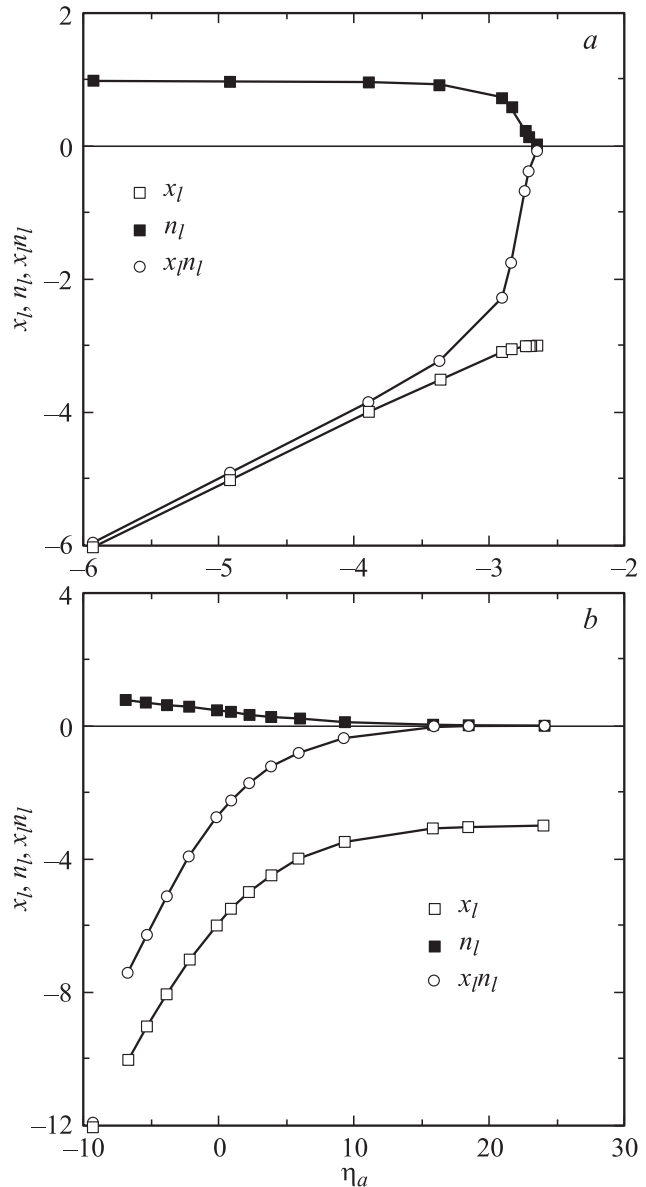 2
a
0
x_l
n_l
x_l n_l
x_l, n_l, x_l n_l
–2
–4
–6
–6 –5 –4 –3 –2
4
b
0
x_l, n_l, x_l n_l
–4
x_l
n_l
x_l n_l
–8
–12
–10 0 10 20 30
η_a